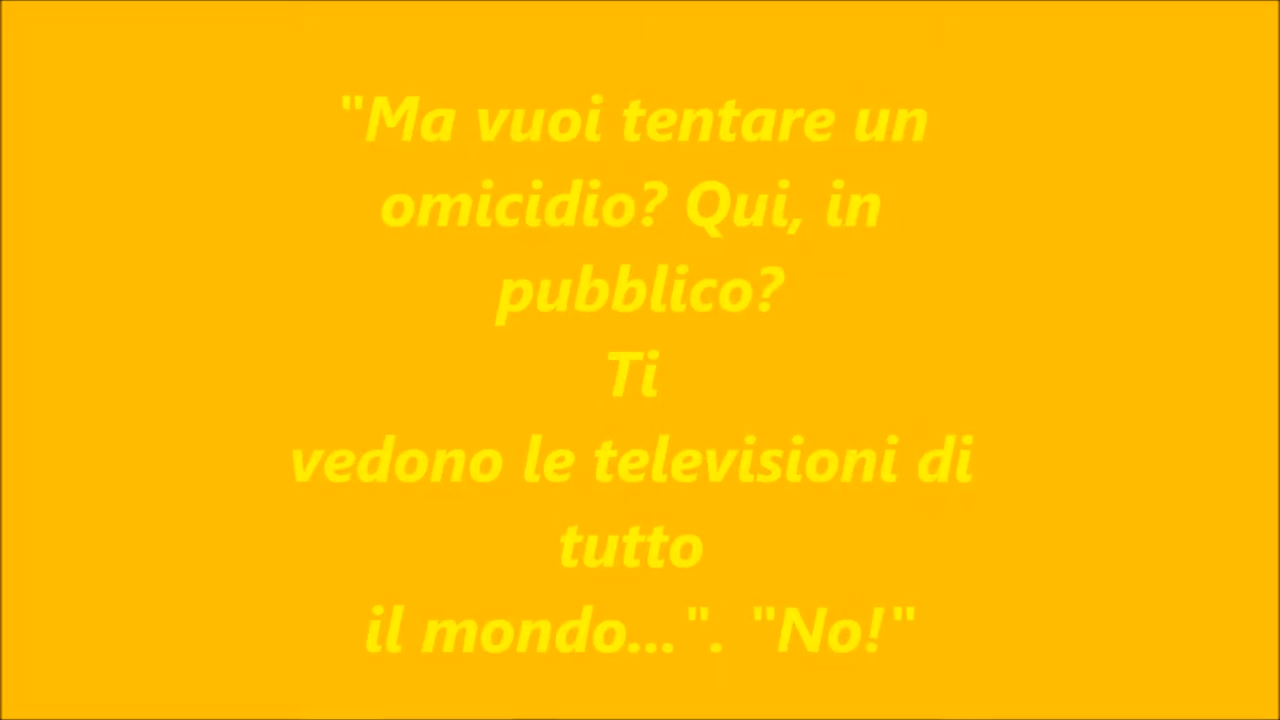 "Ma vuoi tentare un
omicidio? Qui, in
pubblico?
Ti
vedono le televisioni di
tutto
il mondo...". "No!"